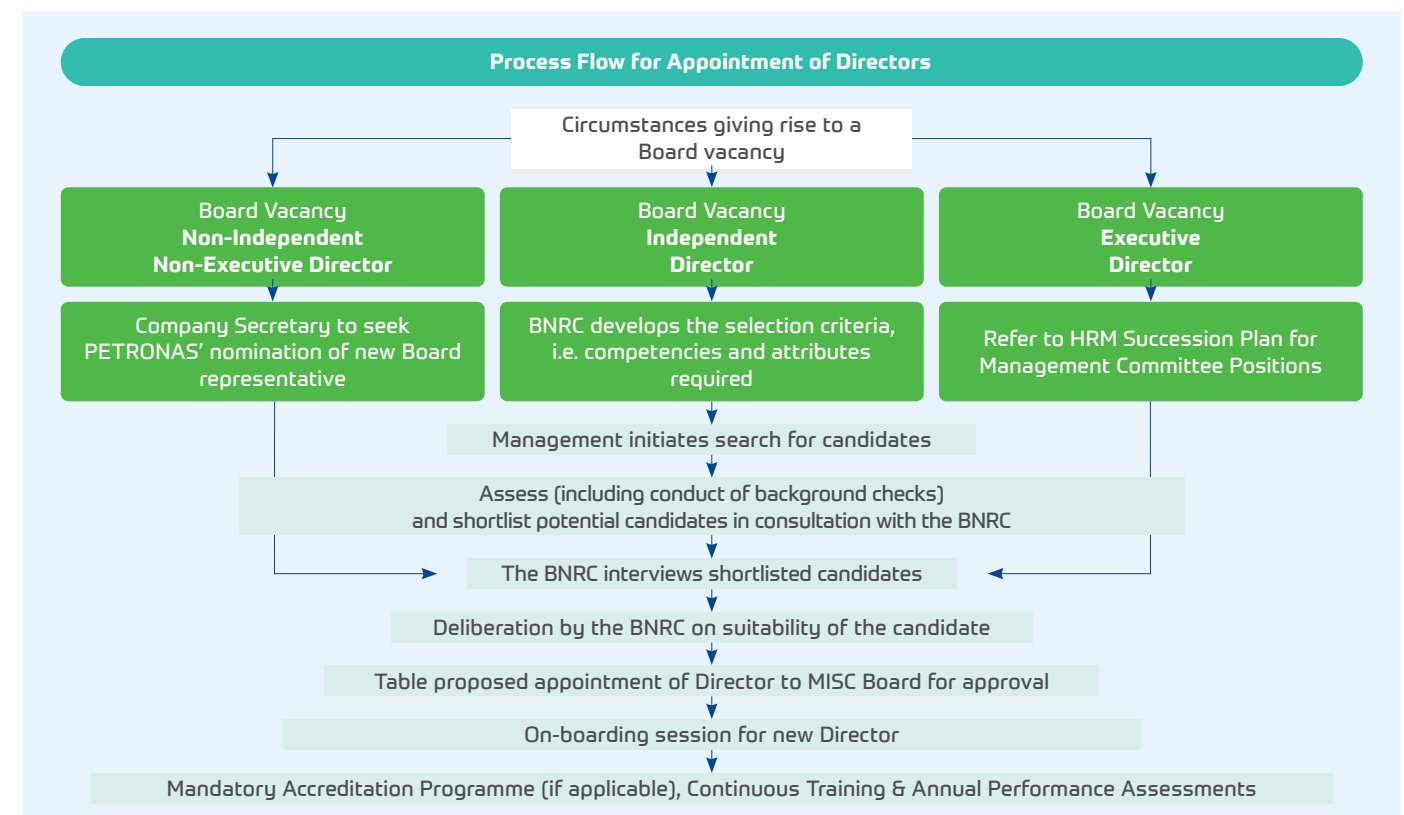 Process Flow for Appointment of Directors
Circumstances giving rise to a
Board vacancy
Board Vacancy
Non-Independent
Non-Executive Director
Board Vacancy
Independent
Director
Board Vacancy
Executive
Director
Company Secretary to seek
PETRONAS’ nomination of new Board
representative
BNRC develops the selection criteria,
i.e. competencies and attributes
required
Refer to HRM Succession Plan for
Management Committee Positions
Management initiates search for candidates
Assess (including conduct of background checks)
and shortlist potential candidates in consultation with the BNRC
The BNRC interviews shortlisted candidates
Deliberation by the BNRC on suitability of the candidate
Table proposed appointment of Director to MISC Board for approval
On-boarding session for new Director
Mandatory Accreditation Programme (if applicable), Continuous Training & Annual Performance Assessments